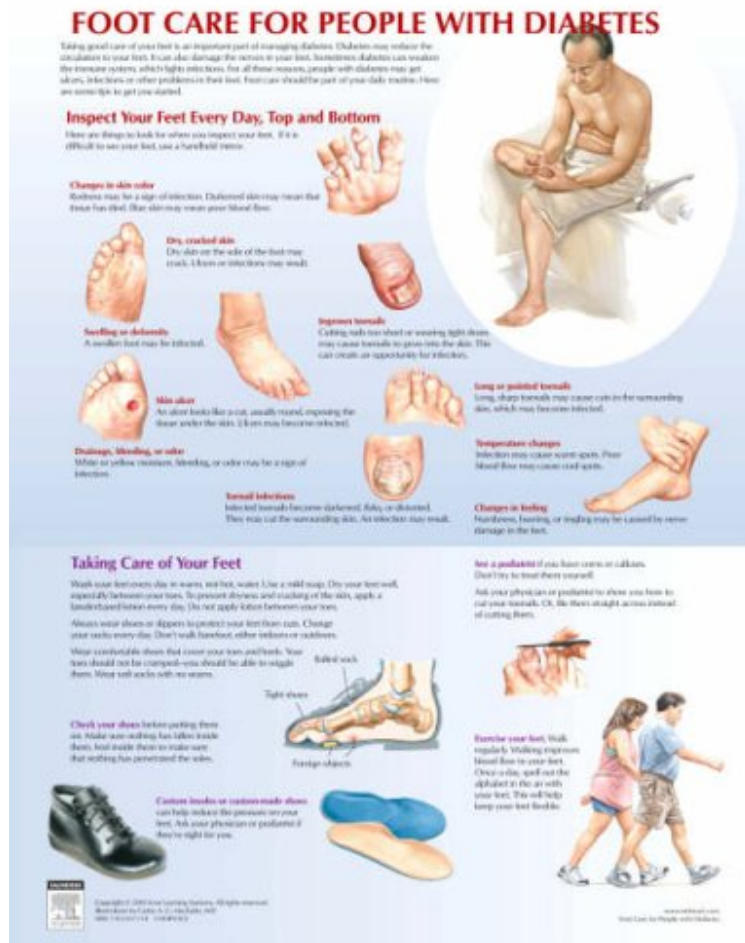 FOOT CARE FOR PEOPLE WITH DIABETES
Taking good care of your feet is an important part of managing diabetes. Diabetes may reduce the
circulation to your feet. It can also damage the nerves in your feet. Sometimes diabetes can weaken
the immune system, which fights infections. For all these reasons, people with diabetes may get
ulcers, infections or other problems in their feet. Foot care should be part of your daily routine. Here
are some tips to get you started.
Inspect Your Feet Every Day, Top and Bottom
Here are things to look for when you inspect your feet. If it is
difficult to see your feet, use a handheld mirror.
Changes in skin color
Redness may be a sign of infection. Darkened skin may mean that
tissue has died. Blue skin may mean poor blood flow.
Dry, cracked skin
Dry skin on the sole of the foot may
crack. Ulcers or infections may result.
Swelling or deformity
A swollen foot may be infected.
Ingrown toenails
Cutting nails too short or wearing tight shoes
may cause toenails to grow into the skin. This
can create an opportunity for infection.
Skin ulcer
An ulcer looks like a cut, usually round, exposing the
tissue under the skin. Ulcers may become infected.
Long or pointed toenails
Long, sharp toenails may cause cuts in the surrounding
skin, which may become infected.
Drainage, bleeding, or odor
White or yellow moisture, bleeding, or odor may be a sign of
infection.
Temperature changes
Infection may cause warm spots. Poor
blood flow may cause cold spots.
Toenail infections
Infected toenails become darkened, flaky, or distorted.
They may cut the surrounding skin. An infection may result.
Changes in feeling
Numbness, burning, or tingling may be caused by nerve
damage in the feet.
Taking Care of Your Feet
Wash your feet every day in warm, not hot, water. Use a mild soap. Dry your feet well,
especially between your toes. To prevent dryness and cracking of the skin, apply a
lanolin-based lotion every day. Do not apply lotion between your toes.
Always wear shoes or slippers to protect your feet from cuts. Change
your socks every day. Don't walk barefoot, either indoors or outdoors.
Wear comfortable shoes that cover your toes and heels. Your
toes should not be cramped—you should be able to wiggle
them. Wear soft socks with no seams.
Balled sock
Tight shoes
Foreign objects
Check your shoes before putting them
on. Make sure nothing has fallen inside
them. Feel inside them to make sure
that nothing has penetrated the soles.
Custom insoles or custom-made shoes
can help reduce the pressure on your
feet. Ask your physician or podiatrist if
they're right for you.
See a podiatrist if you have corns or calluses.
Don't try to treat them yourself.
Ask your physician or podiatrist to show you how to
cut your toenails. Or, file them straight across instead
of cutting them.
Exercise your feet. Walk
regularly. Walking improves
blood flow to your feet.
Once a day, spell out the
alphabet in the air with
your feet. This will help
keep your feet flexible.
Foot Care for People with Diabetes